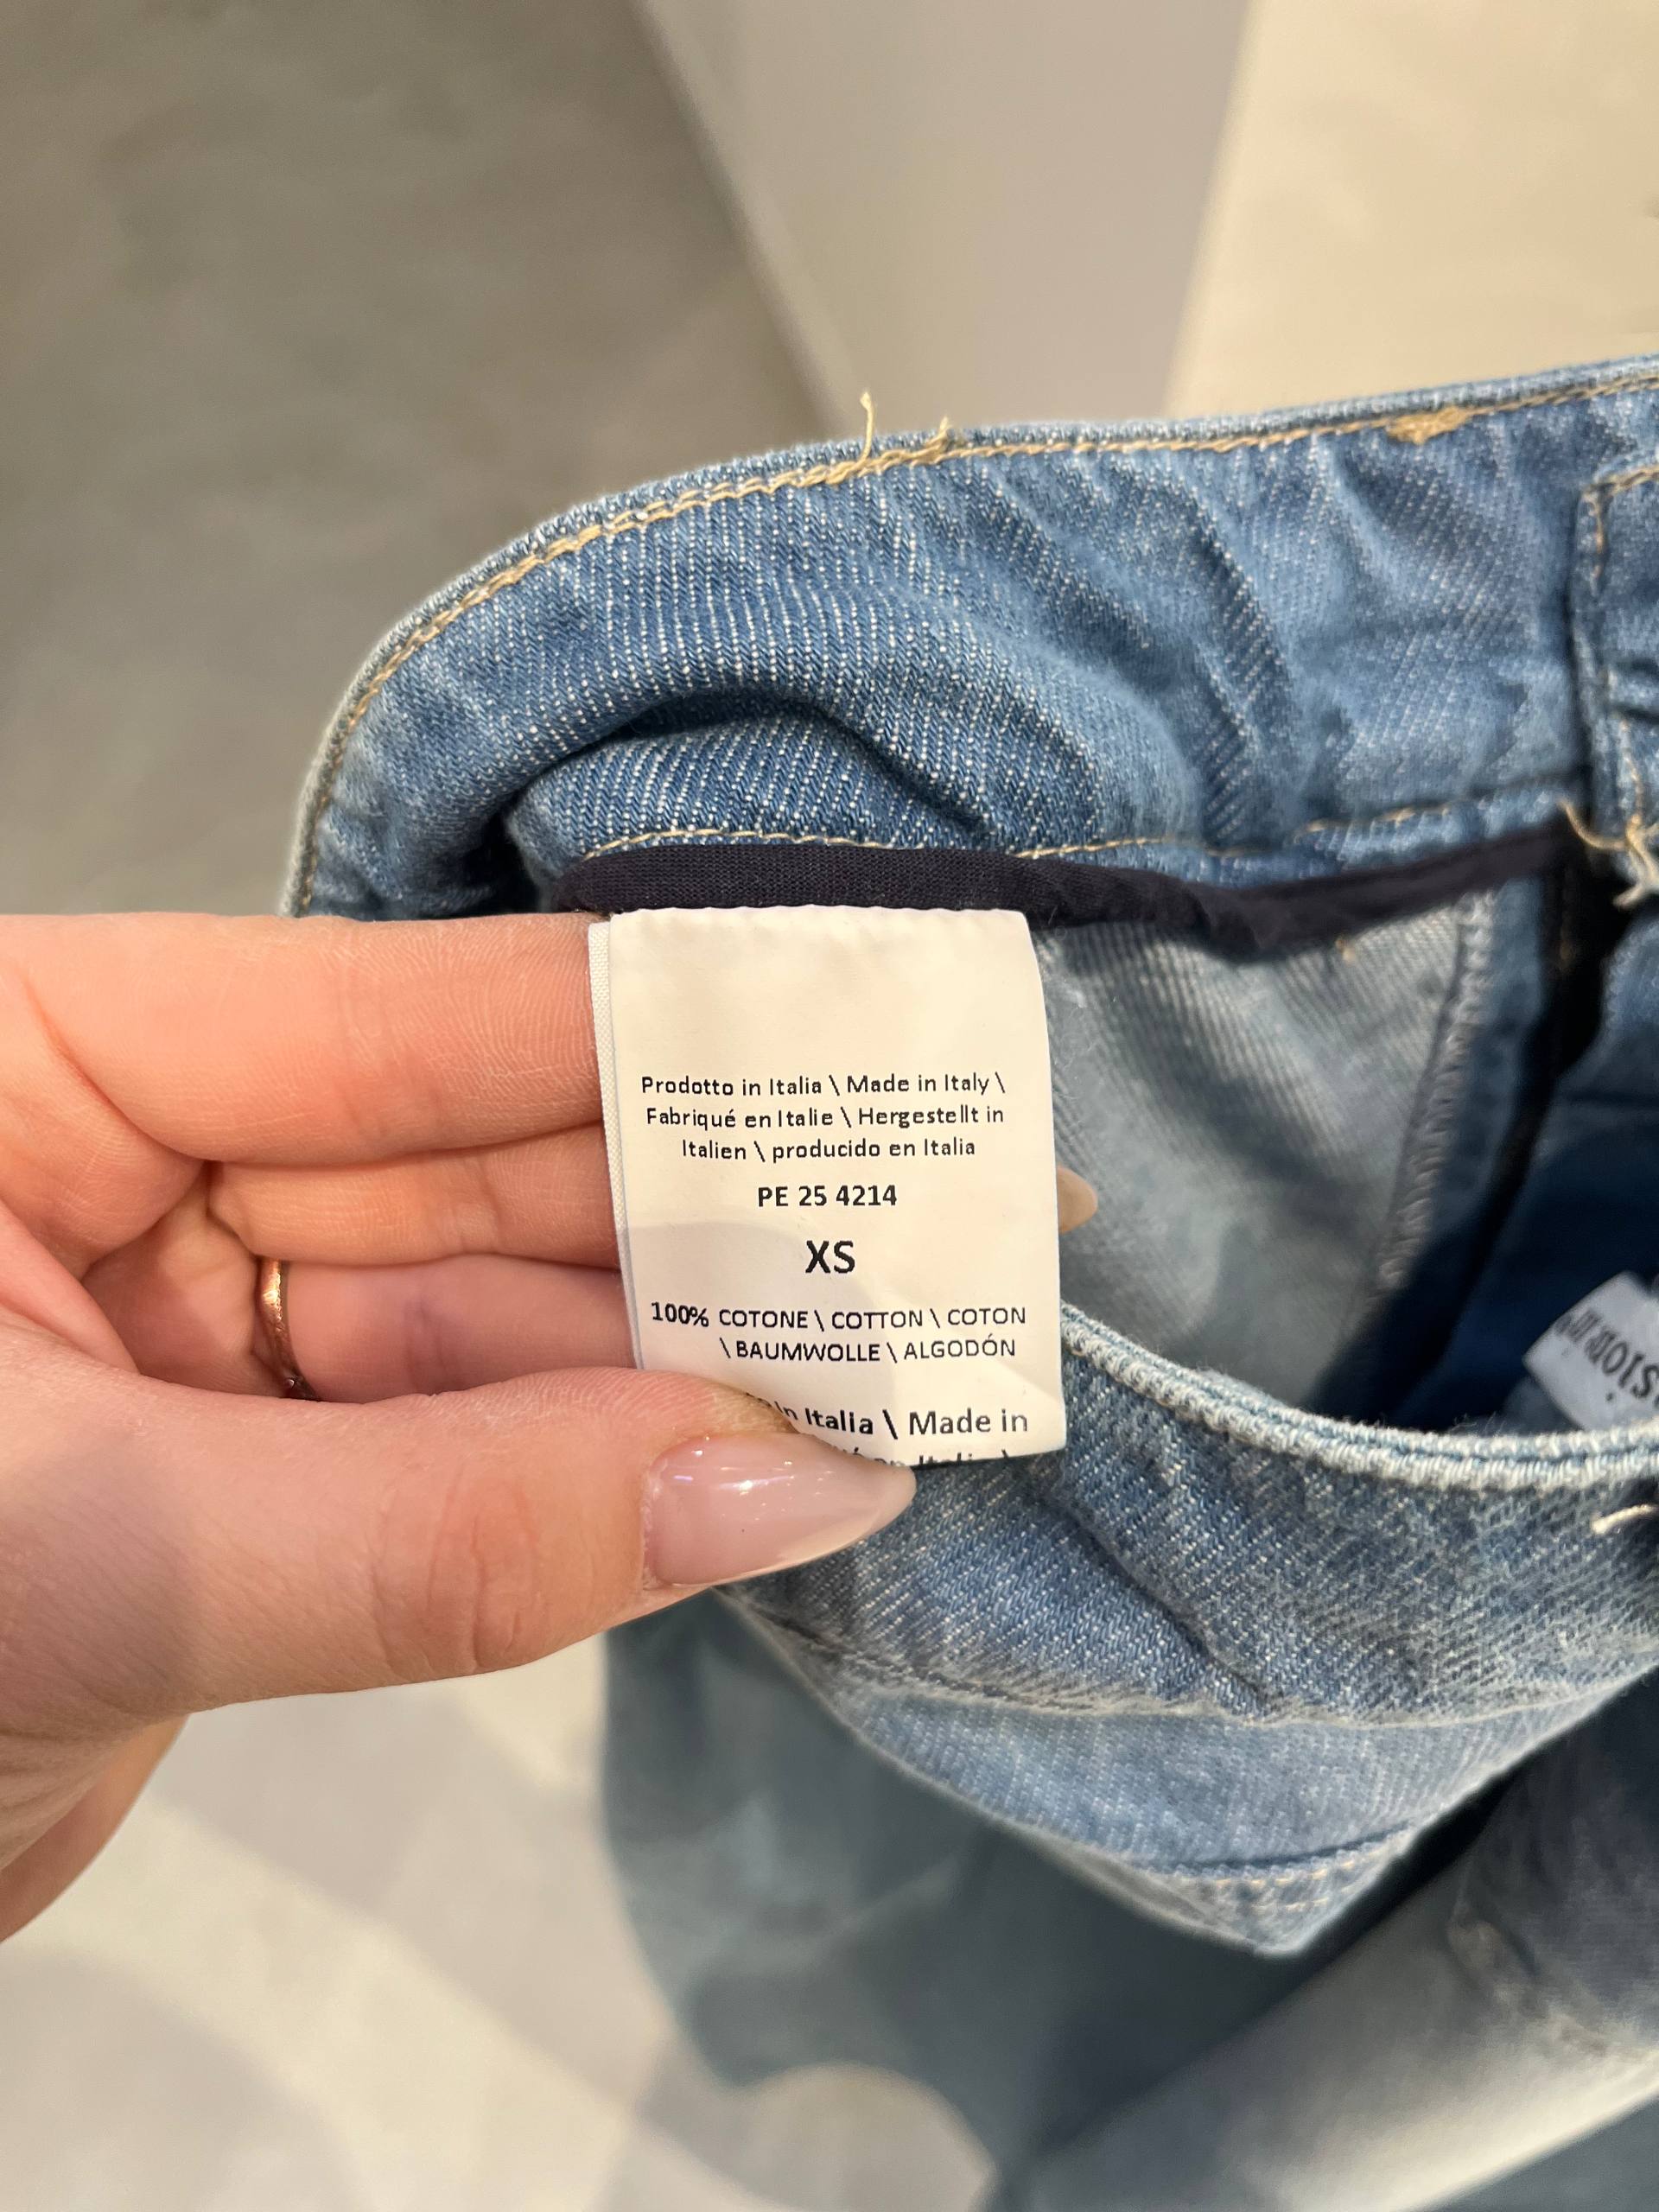 Prodotto in Italia \ Made in Italy \
Fabriqué en Italie \ Hergestellt in
Italien \ producido en Italia
PE 25 4214
XS
100% COTONE \ COTTON \ COTON
\ BAUMWOLLE \ ALGODÓN
in Italia \ Made in